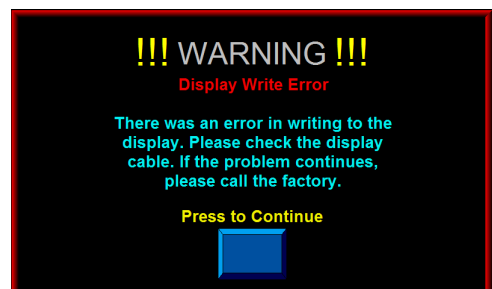 !!! WARNING !!!
Display Write Error
There was an error in writing to the
display. Please check the display
cable. If the problem continues,
please call the factory.
Press to Continue